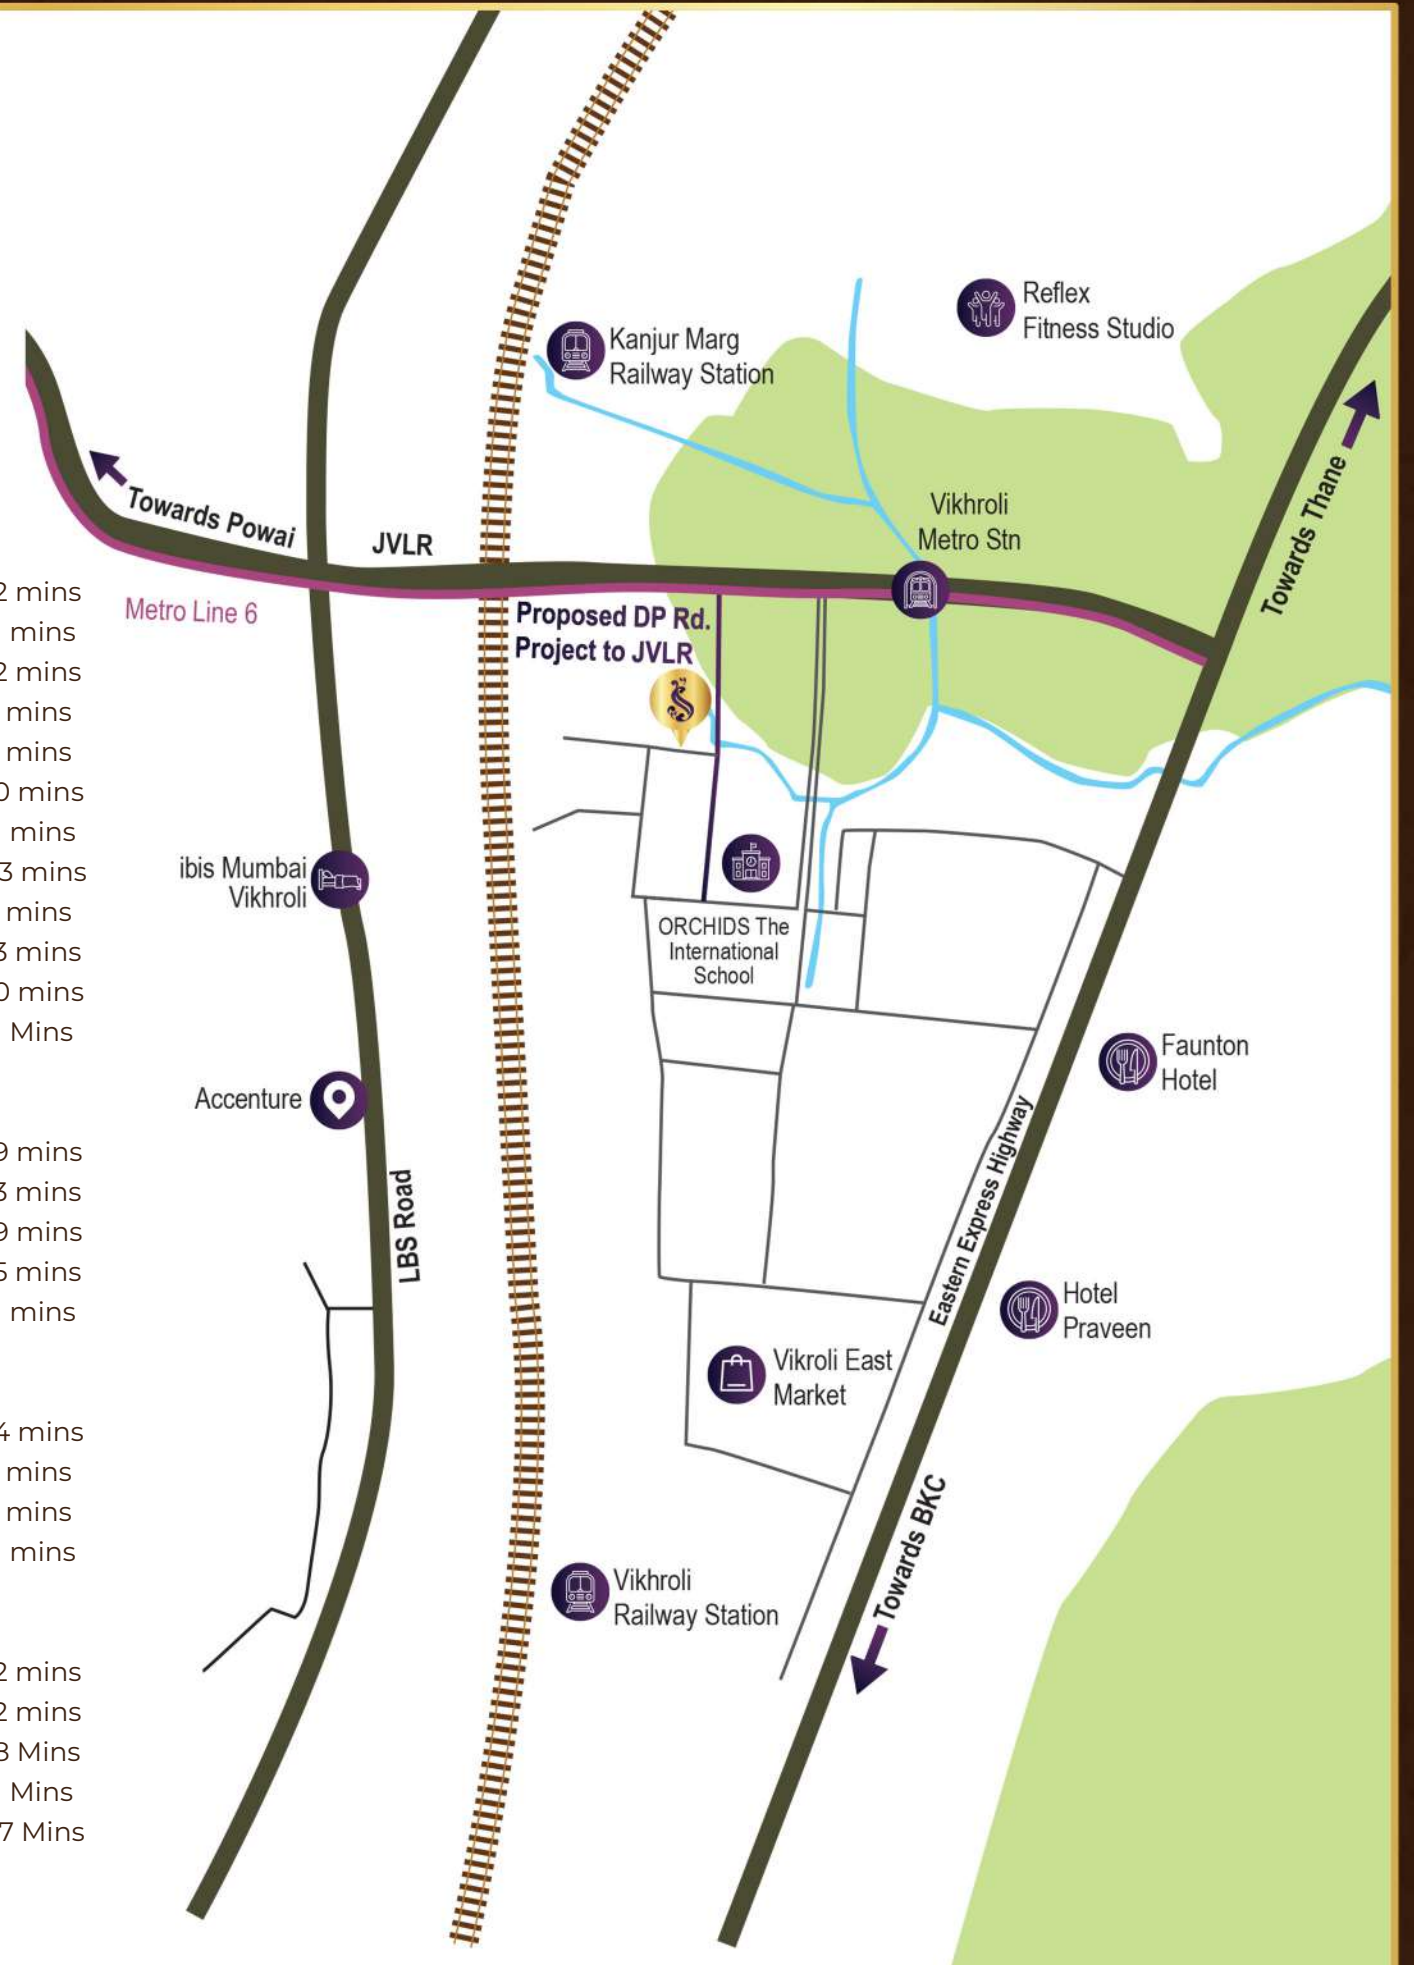 Reflex
Fitness Studio
Kanjur Marg
Railway Station
Vikhroli
Metro Stn
Towards Thane
Towards Powai
JVLR
Metro Line 6
Proposed DP Rd.
Project to JVLR
2 mins
mins
2 mins
mins
mins
0 mins
mins
3 mins
mins
3 mins
0 mins
Mins
ibis Mumbai
Vikhroli
ORCHIDS The
International
School
Faunton
Hotel
Accenture
LBS Road
Eastern Express Highway
9 mins
3 mins
9 mins
5 mins
mins
Hotel
Praveen
Vikroli East
Market
4 mins
mins
mins
mins
Towards BKC
Vikhroli
Railway Station
2 mins
2 mins
8 Mins
Mins
7 Mins